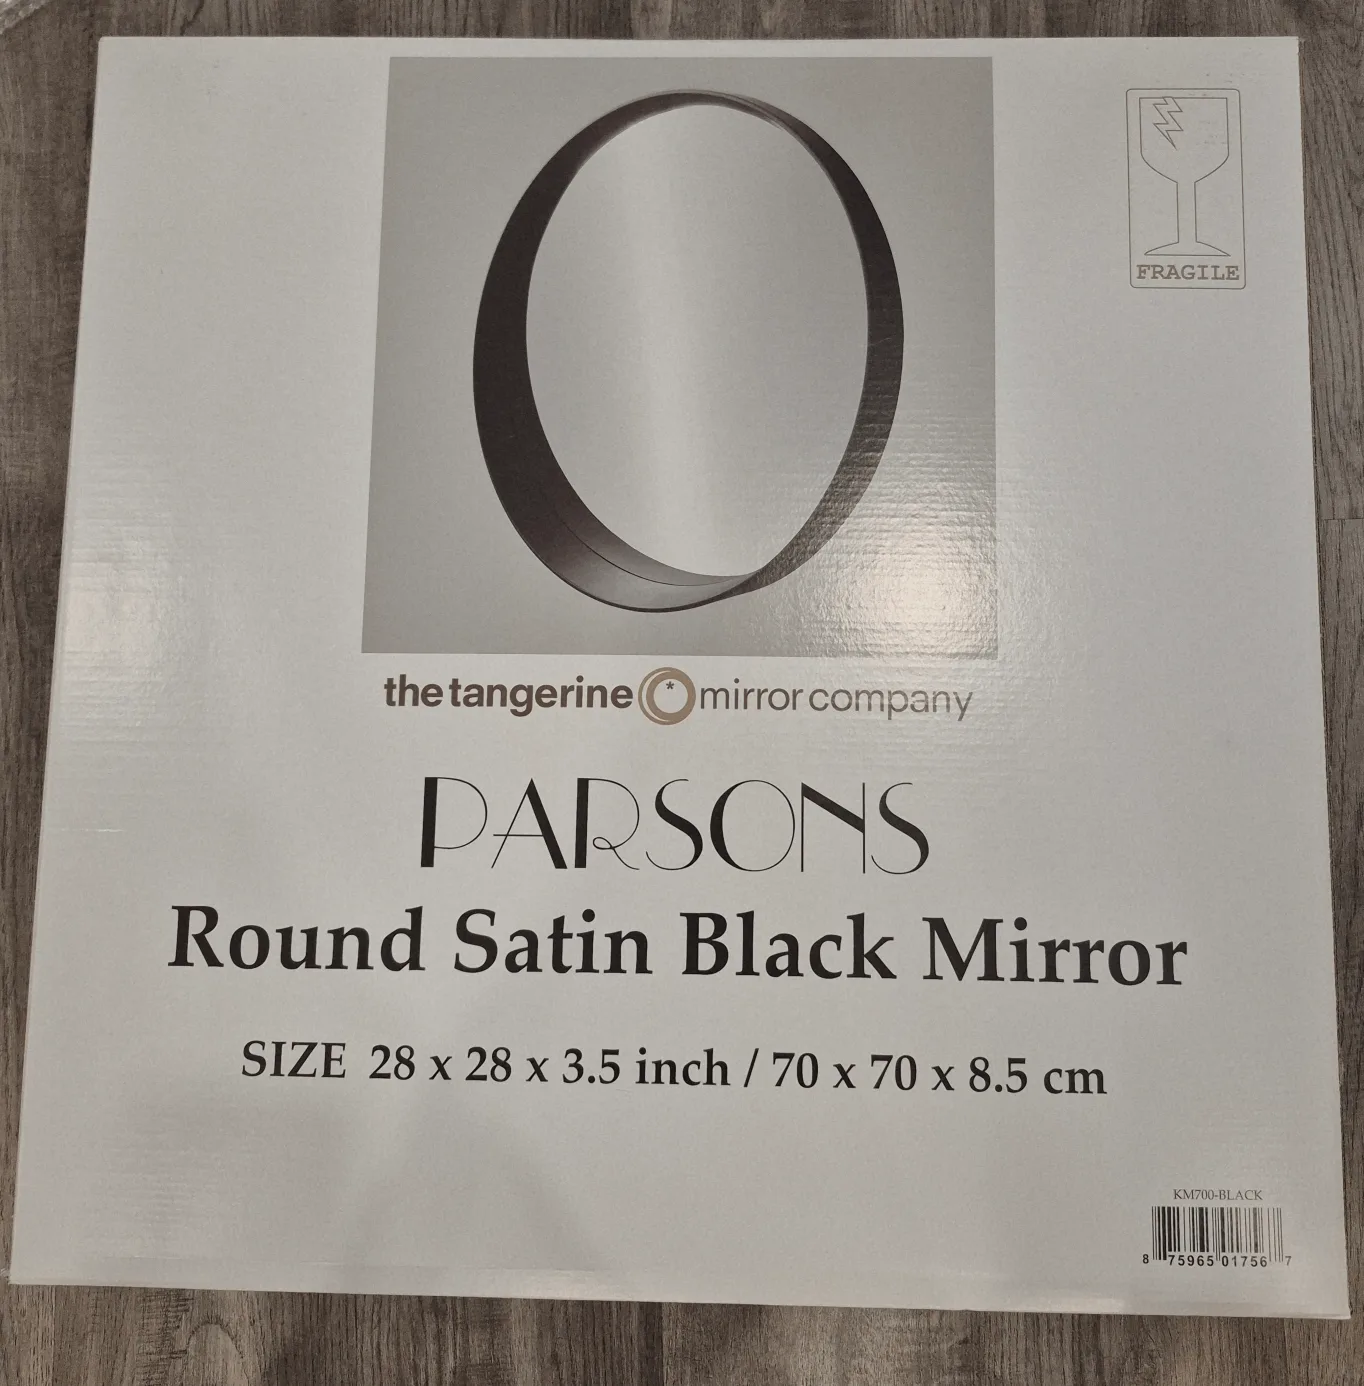 FRAGILE
the tangerine * mirror company
PARSONS
Round Satin Black Mirror
SIZE 28 x 28 x 3.5 inch / 70 x 70 x 8.5 cm
KM700-BLACK
8 75965 01756 7